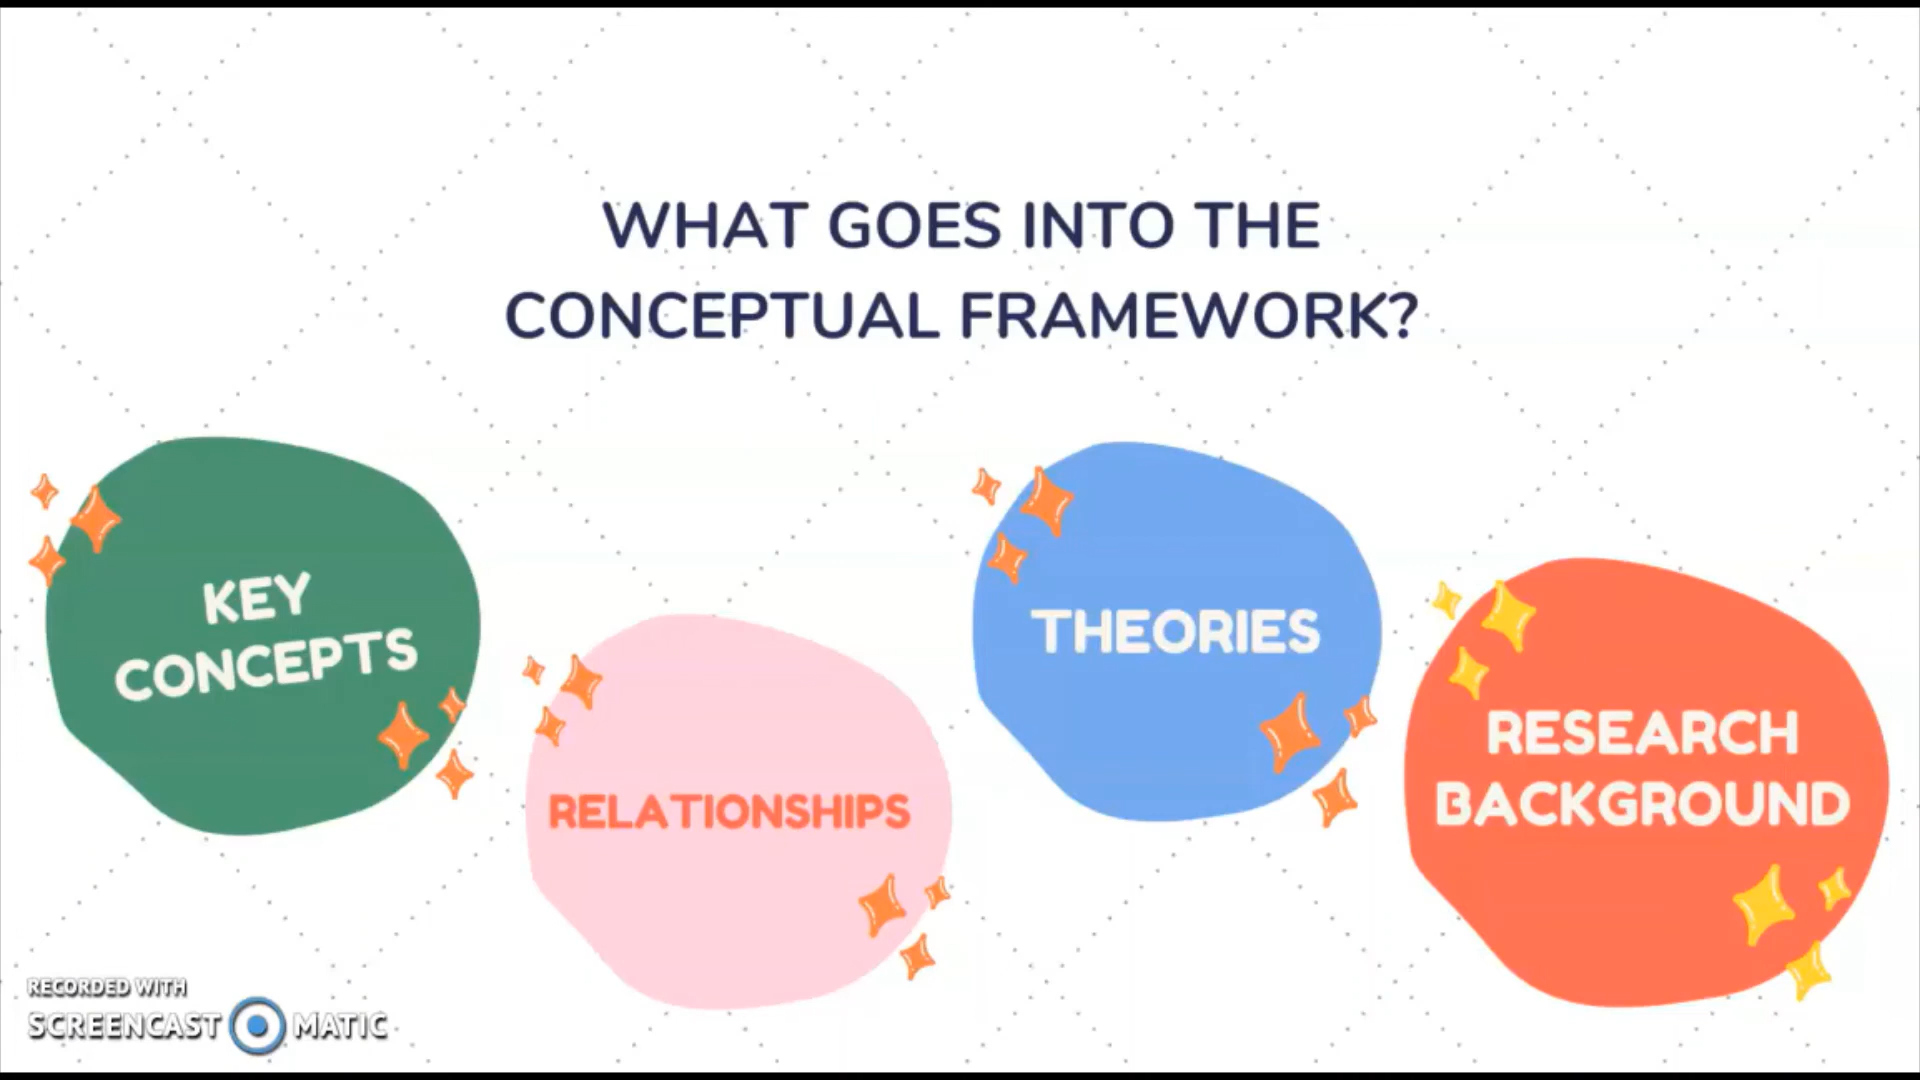 WHAT GOES INTO THE
CONCEPTUAL FRAMEWORK?
KEY
CONCEPTS
RELATIONSHIPS
THEORIES
RESEARCH
BACKGROUND
RECORDED WITH
SCREENCAST MATIC